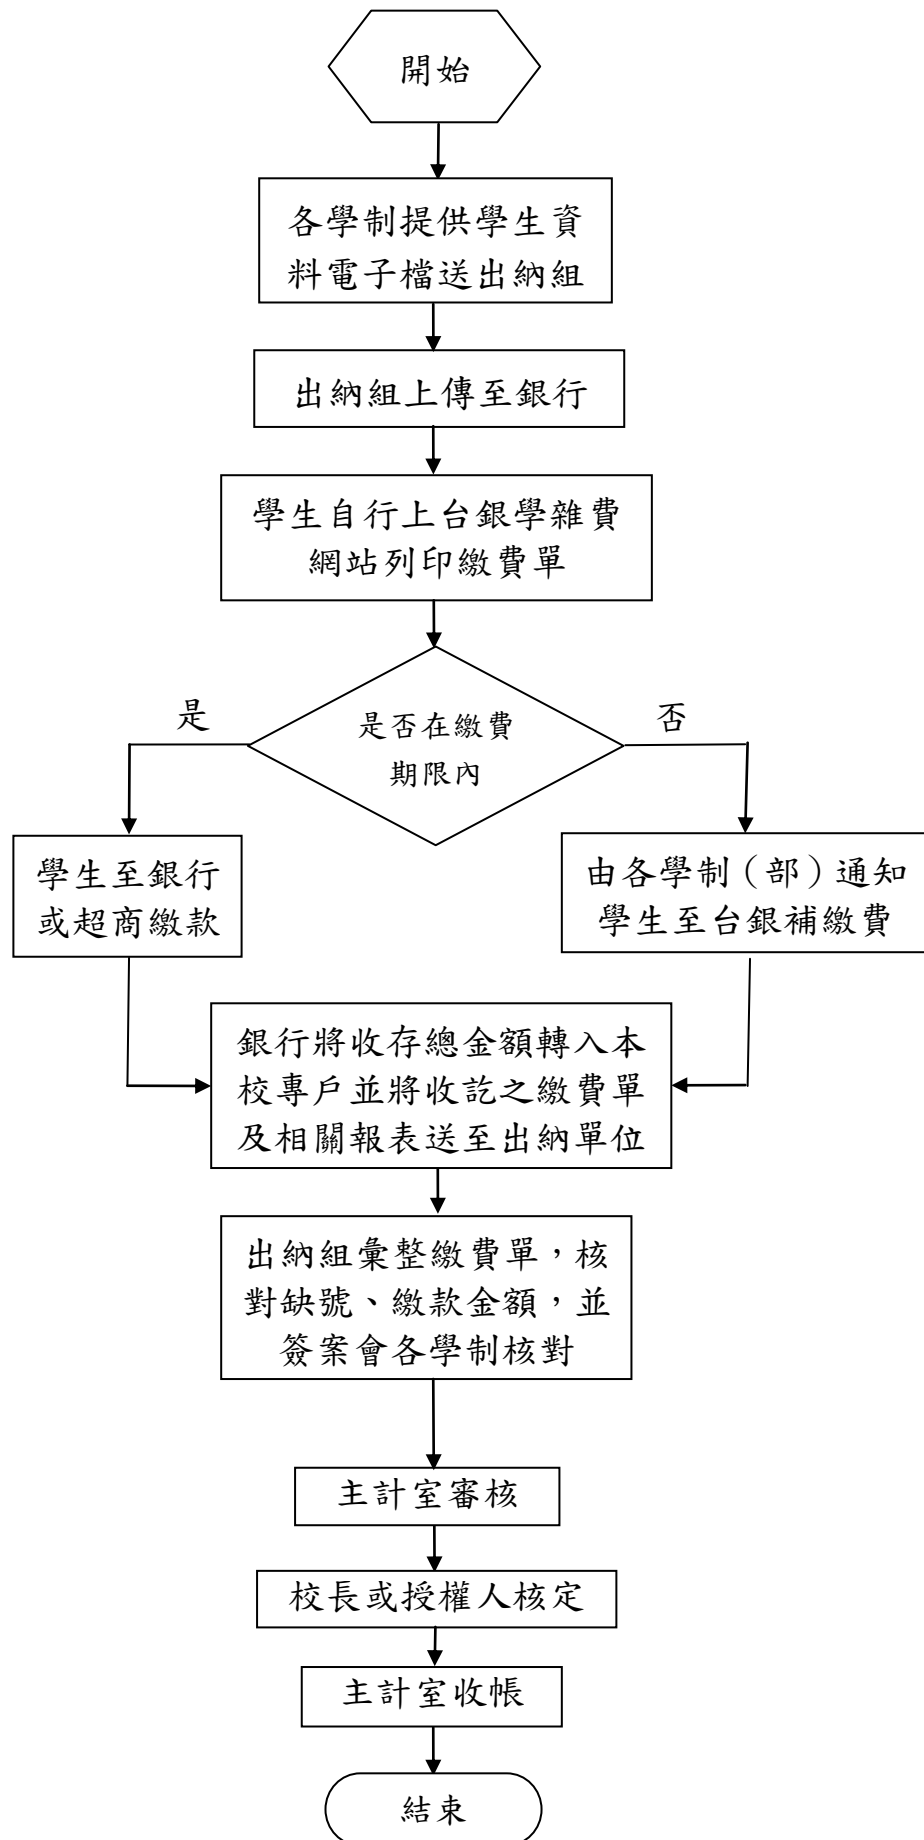 開始
各學制提供學生資
料電子檔送出納組
出納組上傳至銀行
學生自行上台銀學雜費
網站列印繳費單
是
是否在繳費
期限內
否
學生至銀行
或超商繳款
由各學制（部）通知
學生至台銀補繳費
銀行將收存總金額轉入本
校專戶並將收訖之繳費單
及相關報表送至出納單位
出納組彙整繳費單，核
對缺號、繳款金額，並
簽案會各學制核對
主計室審核
校長或授權人核定
主計室收帳
結束